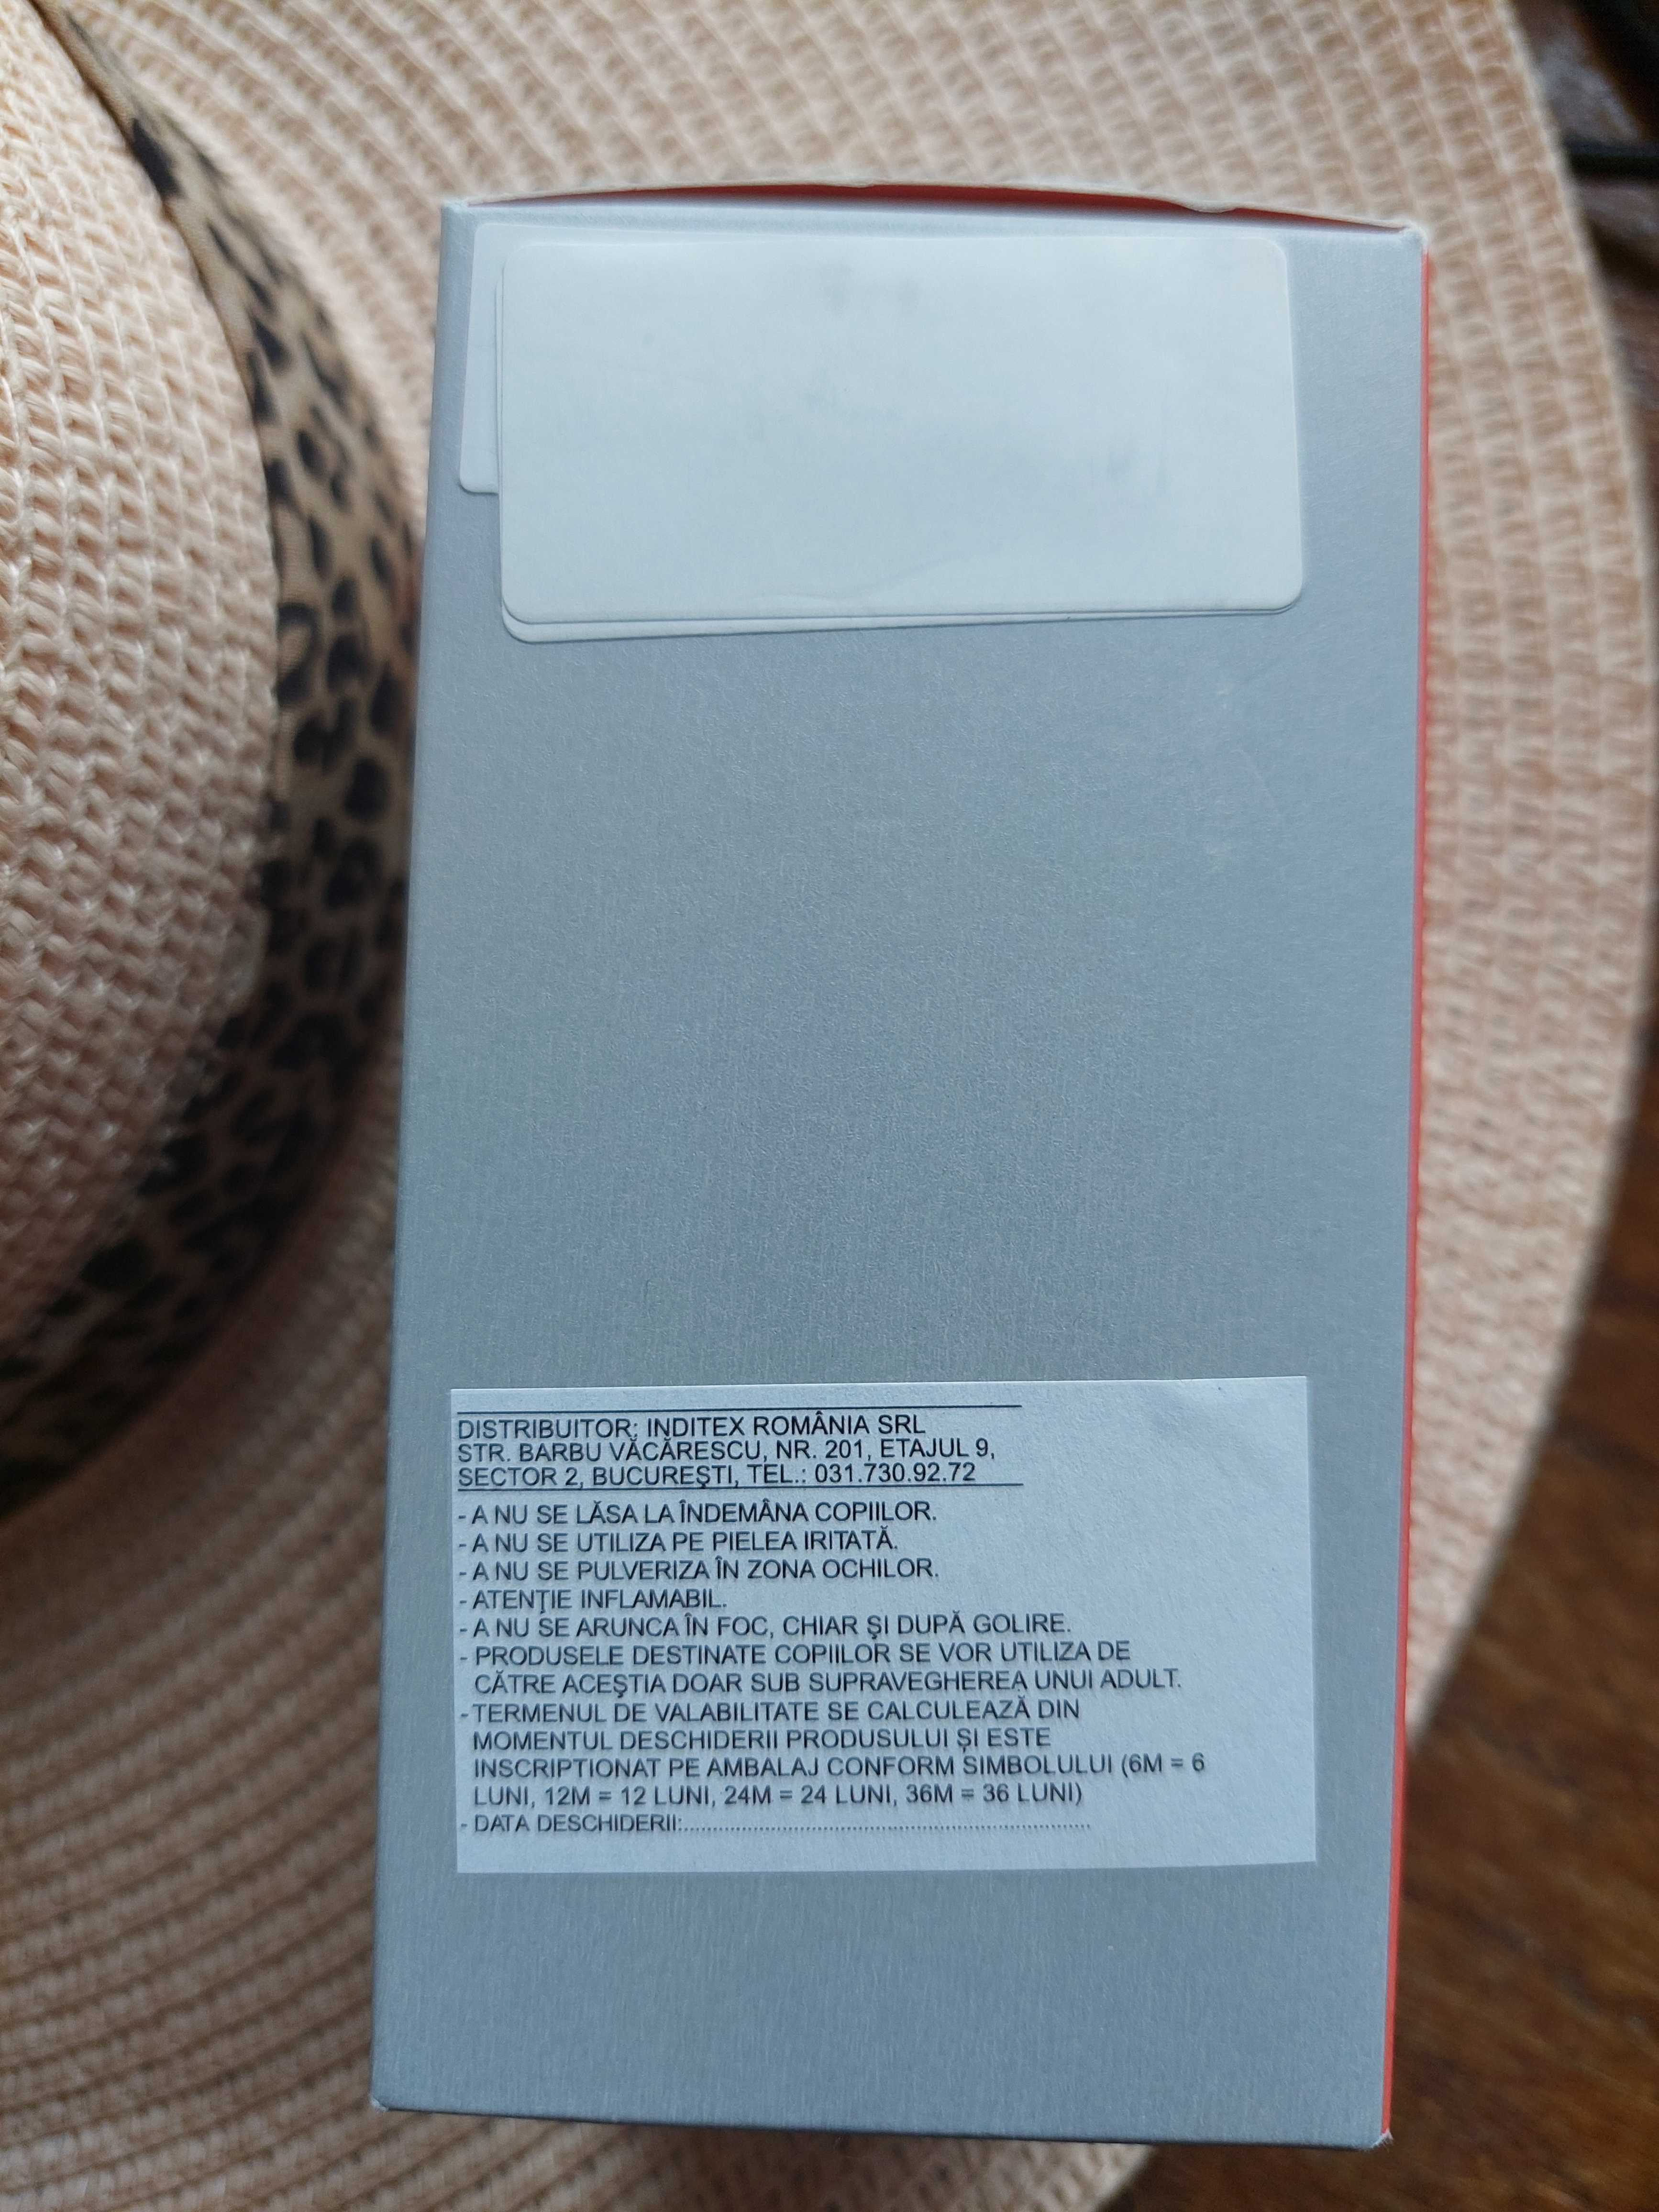 DISTRIBUITOR: INDITEX ROMÂNIA SRL
STR. BARBU VĂCĂRESCU, NR. 201, ETAJUL 9,
SECTOR 2, BUCUREŞTI, TEL.: 031.730.92.72
- A NU SE LĂSA LA ÎNDEMÂNA COPIILOR.
- A NU SE UTILIZA PE PIELEA IRITATĂ.
- A NU SE PULVERIZA ÎN ZONA OCHILOR.
- ATENŢIE INFLAMABIL.
- A NU SE ARUNCA ÎN FOC, CHIAR ŞI DUPĂ GOLIRE.
- PRODUSELE DESTINATE COPIILOR SE VOR UTILIZA DE
CĂTRE ACEŞTIA DOAR SUB SUPRAVEGHEREA UNUI ADULT.
- TERMENUL DE VALABILITATE SE CALCULEAZĂ DIN
MOMENTUL DESCHIDERII PRODUSULUI ŞI ESTE
INSCRIPTIONAT PE AMBALAJ CONFORM SIMBOLULUI (6M = 6
LUNI, 12M = 12 LUNI, 24M = 24 LUNI, 36M = 36 LUNI)
- DATA DESCHIDERII:......................................................................